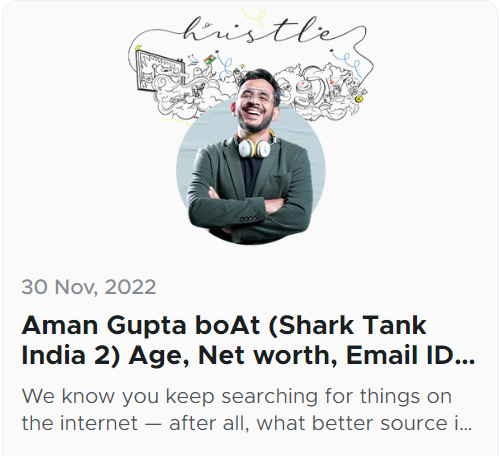 hustle
30 Nov, 2022
Aman Gupta boAt (Shark Tank
India 2) Age, Net worth, Email ID...
We know you keep searching for things on
the internet — after all, what better source i...